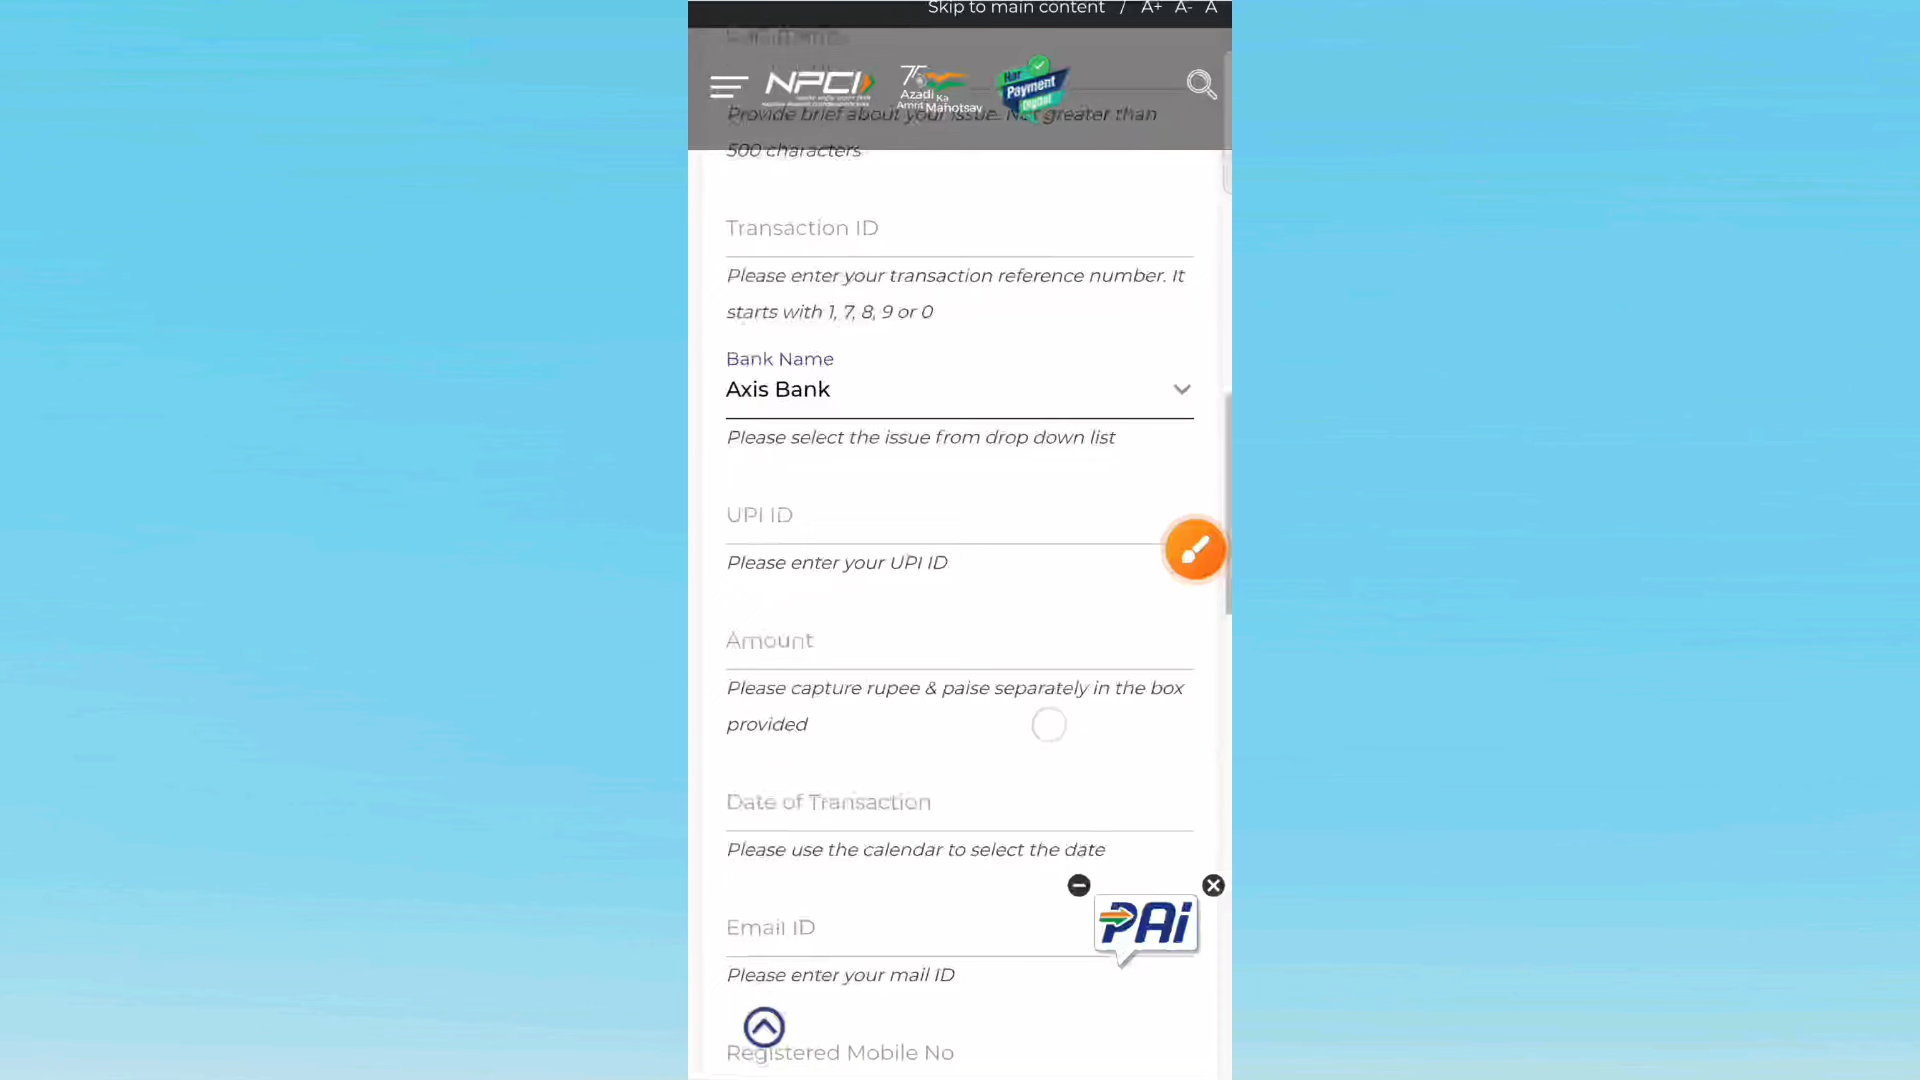 Skip to main content / A+ A- A
NPCI
75
Azadi Ka
Amrit Mahotsav
Har
Payment
Digital
Provide brief about your issue. Not greater than
500 characters
Transaction ID
Please enter your transaction reference number. It
starts with 1, 7, 8, 9 or 0
Bank Name
Axis Bank
Please select the issue from drop down list
UPI ID
Please enter your UPI ID
Amount
Please capture rupee & paise separately in the box
provided
Date of Transaction
Please use the calendar to select the date
Email ID
PAi
Please enter your mail ID
Registered Mobile No